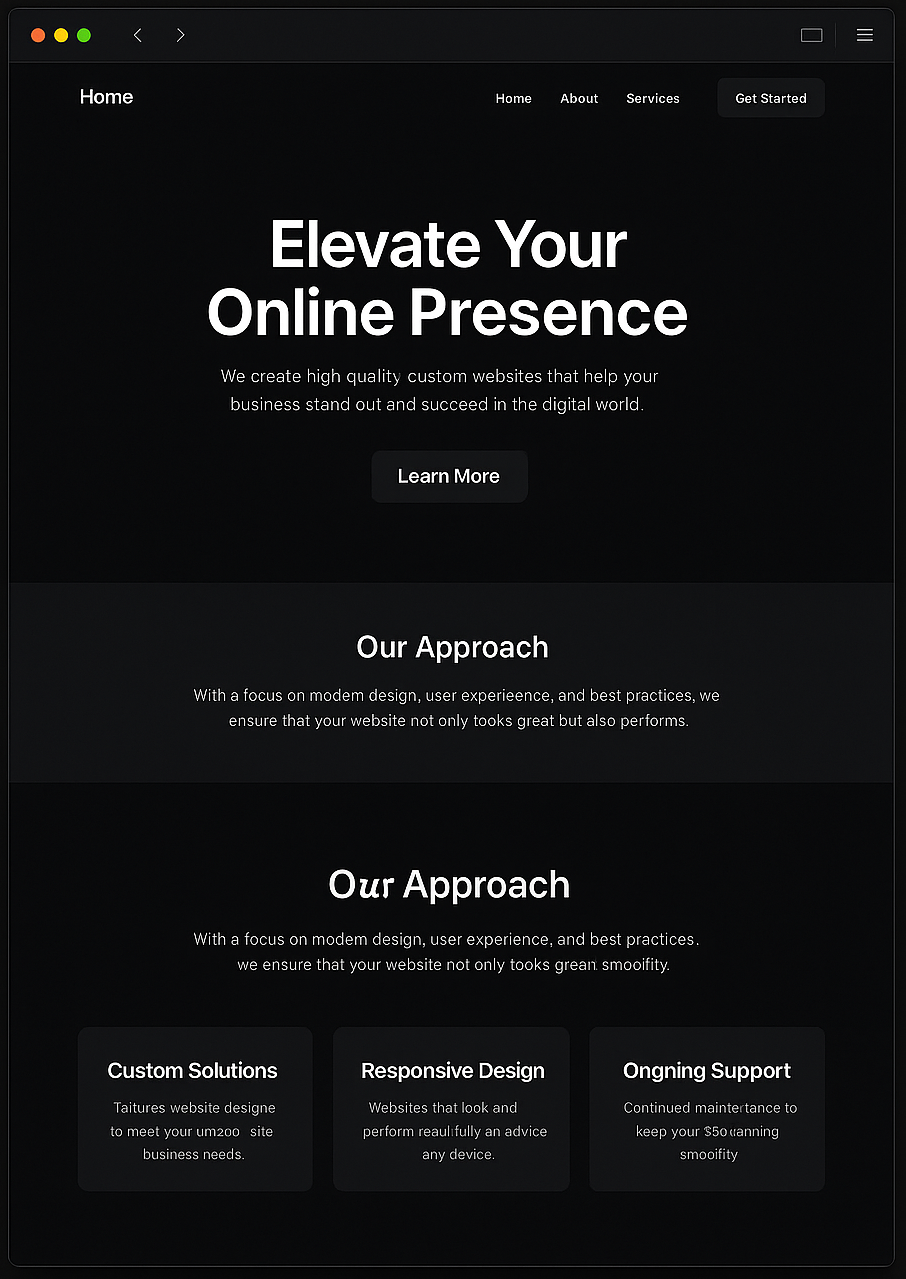 Home
Home About Services Get Started
Elevate Your
Online Presence
We create high quality custom websites that help your
business stand out and succeed in the digital world.
Learn More
Our Approach
With a focus on modem design, user experieence, and best practices, we
ensure that your website not only tooks great but also performs.
Our Approach
With a focus on modem design, user experience, and best practices.
we ensure that your website not only tooks smooifity.
Custom Solutions
Taitures website designe
to meet your um200 site
business needs.
Responsive Design
Websites that look and
perform an advice
any device.
Ongning Support
Continued to
keep your
smooifity